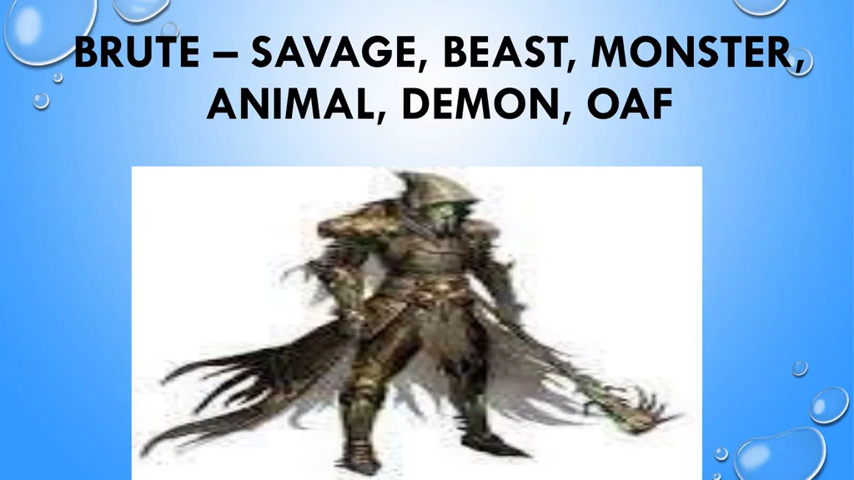 BRUTE – SAVAGE, BEAST, MONSTER,
ANIMAL, DEMON, OAF